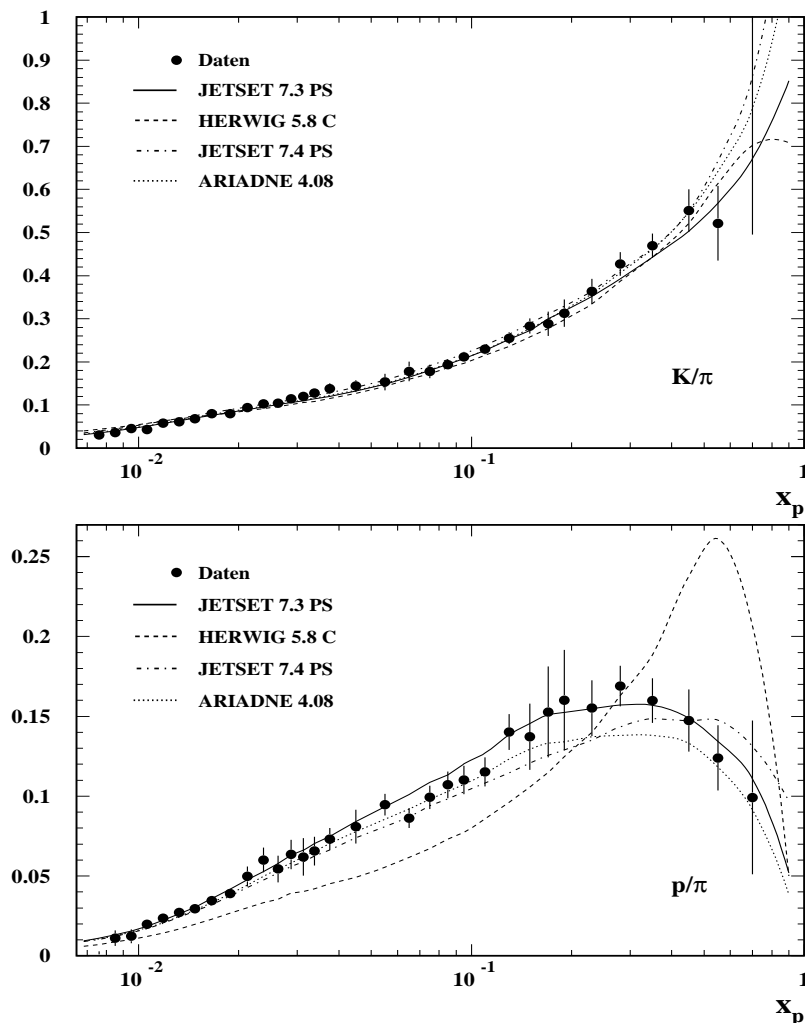 1
0.9
0.8
0.7
0.6
0.5
0.4
0.3
0.2
0.1
0
Daten
JETSET 7.3 PS
HERWIG 5.8 C
JETSET 7.4 PS
ARIADNE 4.08
K/π
10⁻² 10⁻¹ 1
xₚ
0.25
0.2
0.15
0.1
0.05
0
Daten
JETSET 7.3 PS
HERWIG 5.8 C
JETSET 7.4 PS
ARIADNE 4.08
p/π
10⁻² 10⁻¹ 1
xₚ